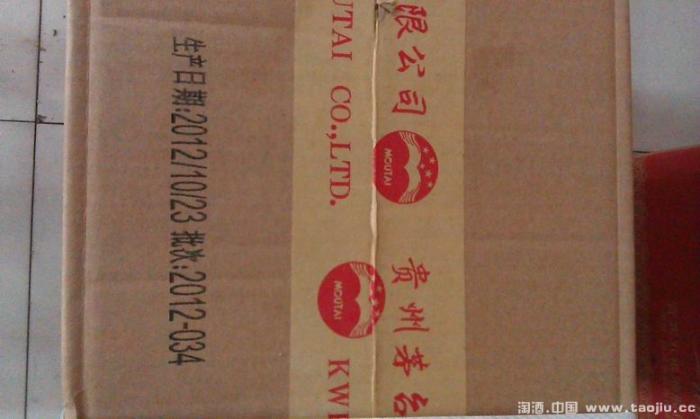 生产日期:2012/10/23 批次:2012-034
限公司
UTAI CO.,LTD.
MOUTAI
MOUTAI
贵州茅台
KWE
淘酒.中国 www.taojiu.cc